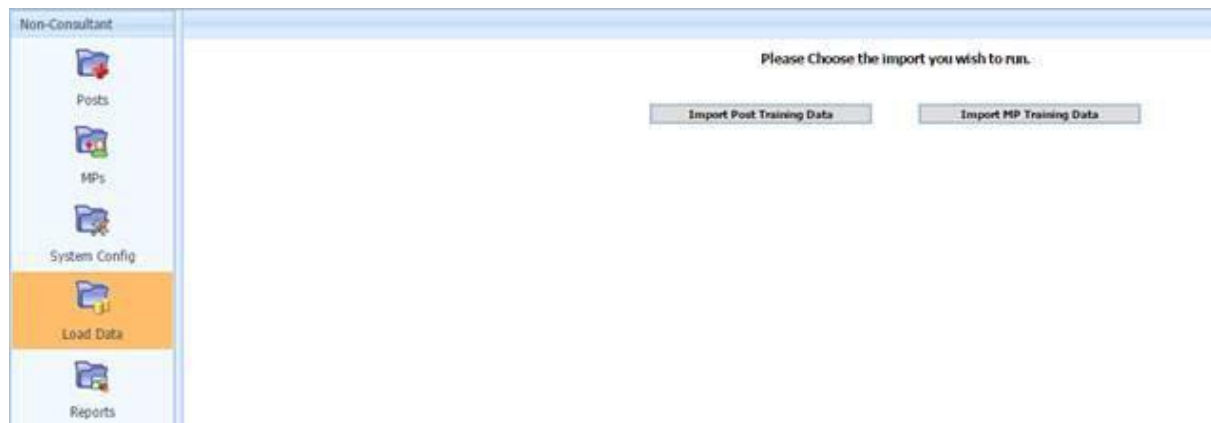 Non-Consultant
Please Choose the import you wish to run.
Import Post Training Data
Import MP Training Data
Posts
MPs
System Config
Load Data
Reports